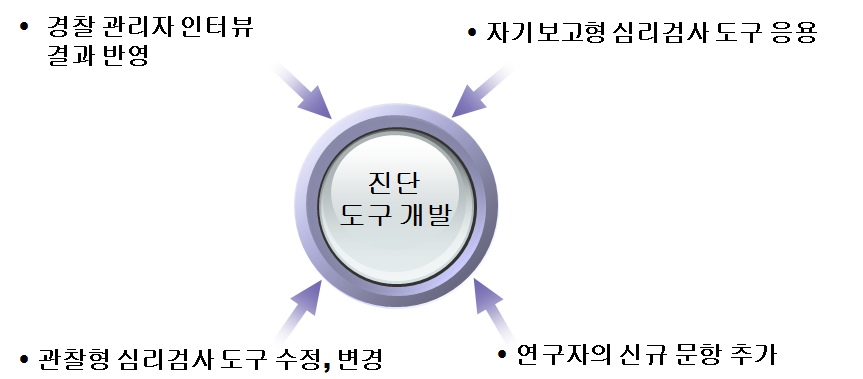 • 경찰 관리자 인터뷰
결과 반영
• 자기보고형 심리검사 도구 응용
진단
도구 개발
• 관찰형 심리검사 도구 수정, 변경
• 연구자의 신규 문항 추가